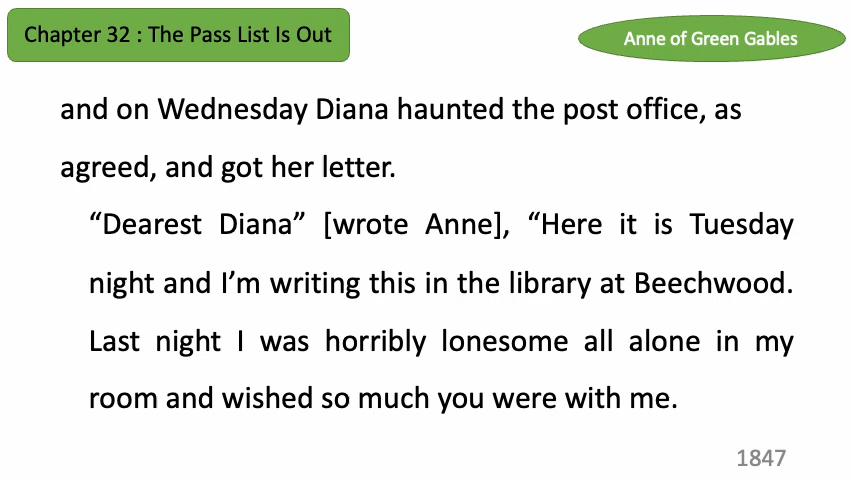 Chapter 32 : The Pass List Is Out
Anne of Green Gables
and on Wednesday Diana haunted the post office, as
agreed, and got her letter.
“Dearest Diana” [wrote Anne], “Here it is Tuesday
night and I’m writing this in the library at Beechwood.
Last night I was horribly lonesome all alone in my
room and wished so much you were with me.
1847